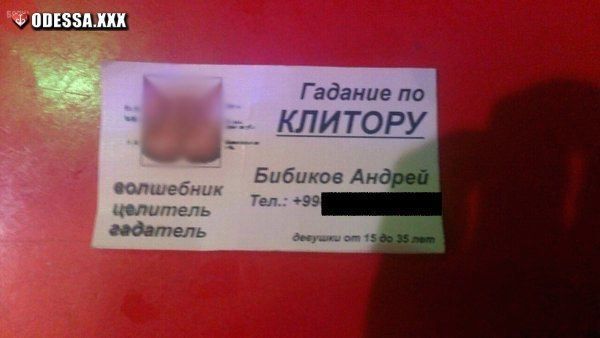 ODESSA.XXX
Гадание по
КЛИТОРУ
Бибиков Андрей
Тел.: +99
волшебник
целитель
гадатель
девушки от 15 до 35 лет